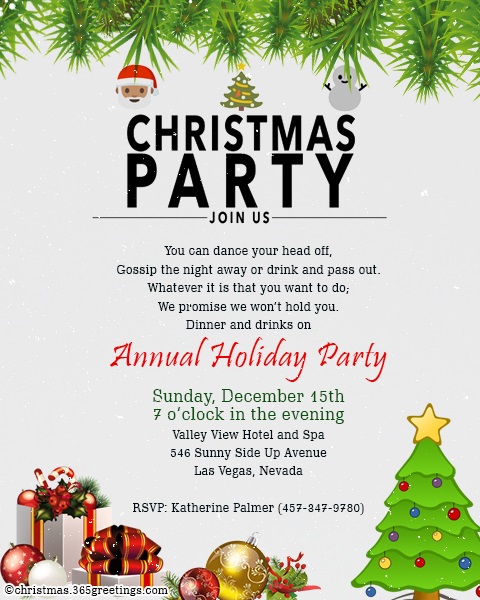 CHRISTMAS
PARTY
JOIN US
You can dance your head off,
Gossip the night away or drink and pass out.
Whatever it is that you want to do;
We promise we won't hold you.
Dinner and drinks on
Annual Holiday Party
Sunday, December 15th
7 o'clock in the evening
Valley View Hotel and Spa
546 Sunny Side Up Avenue
Las Vegas, Nevada
RSVP: Katherine Palmer (457-347-9780)
©christmas.365greetings.com